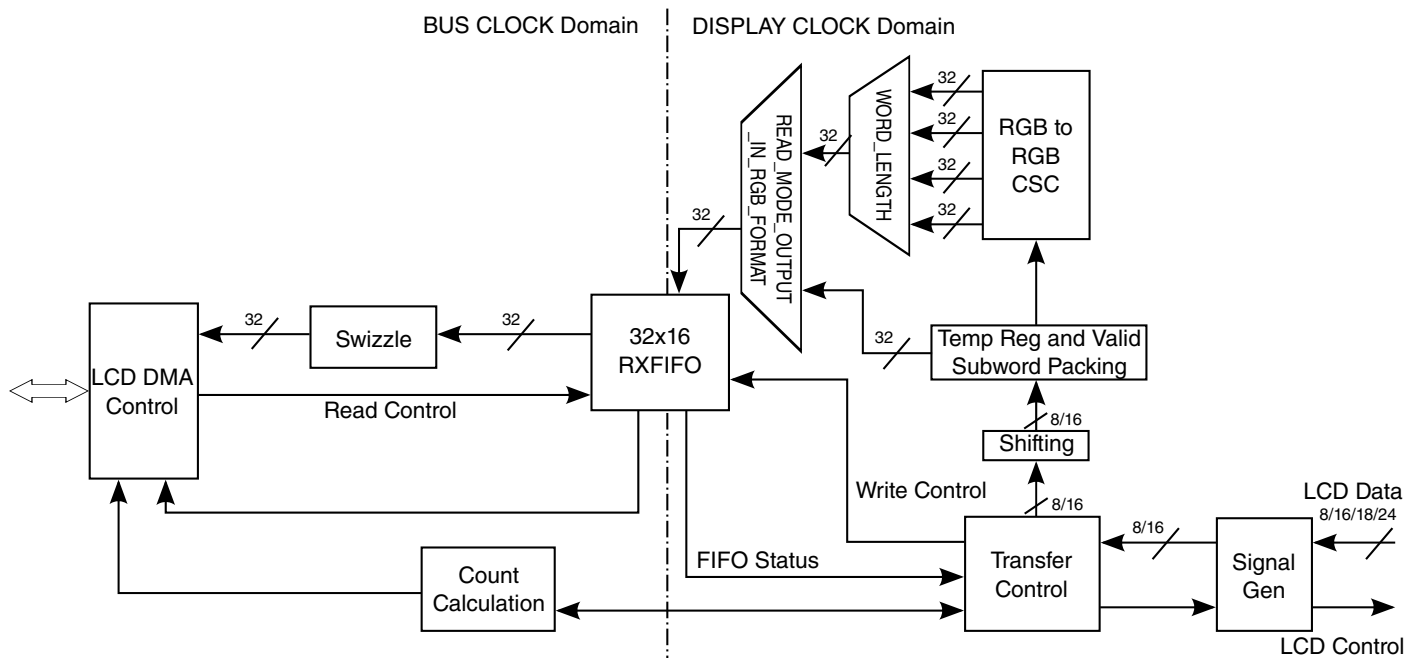 BUS CLOCK Domain
DISPLAY CLOCK Domain
32
32
32
32
32
32
RGB to
RGB
CSC
WORD_LENGTH
READ_MODE_OUTPUT
_IN_RGB_FORMAT
32
32
32
Swizzle
32x16
RXFIFO
LCD DMA
Control
Read Control
Temp Reg and Valid
Subword Packing
8/16
Shifting
8/16
Write Control
LCD Data
8/16/18/24
8/16
FIFO Status
Transfer
Control
Signal
Gen
Count
Calculation
LCD Control